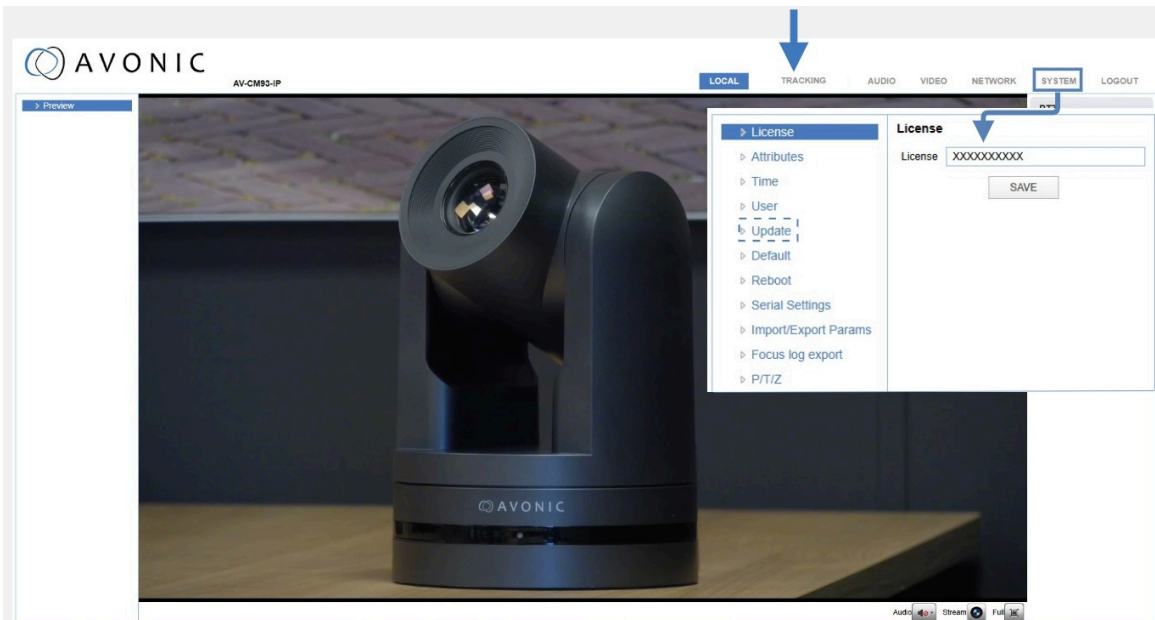 AVONIC
AV-CM93-IP
LOCAL TRACKING AUDIO VIDEO NETWORK SYSTEM LOGOUT
> Preview
License
Attributes
Time
User
Update
Default
Reboot
Serial Settings
Import/Export Params
Focus log export
P/T/Z
License
License XXXXXXXXXX
SAVE
AVONIC
Audio Stream Full